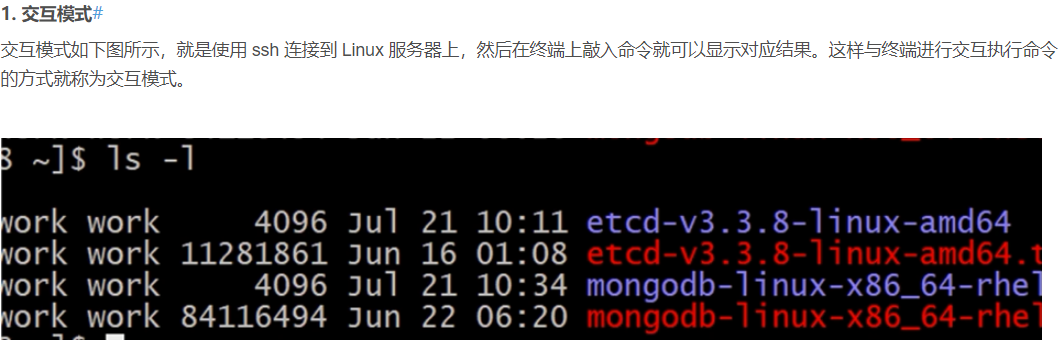 1. 交互模式#
交互模式如下图所示，就是使用 ssh 连接到 Linux 服务器上，然后在终端上敲入命令就可以显示对应结果。这样与终端进行交互执行命令
的方式就称为交互模式。
8 ~]$ ls -l
work work 4096 Jul 21 10:11 etcd-v3.3.8-linux-amd64
work work 11281861 Jun 16 01:08 etcd-v3.3.8-linux-amd64.t
work work 4096 Jul 21 10:34 mongodb-linux-x86_64-rhel
work work 84116494 Jun 22 06:20 mongodb-linux-x86_64-rhel